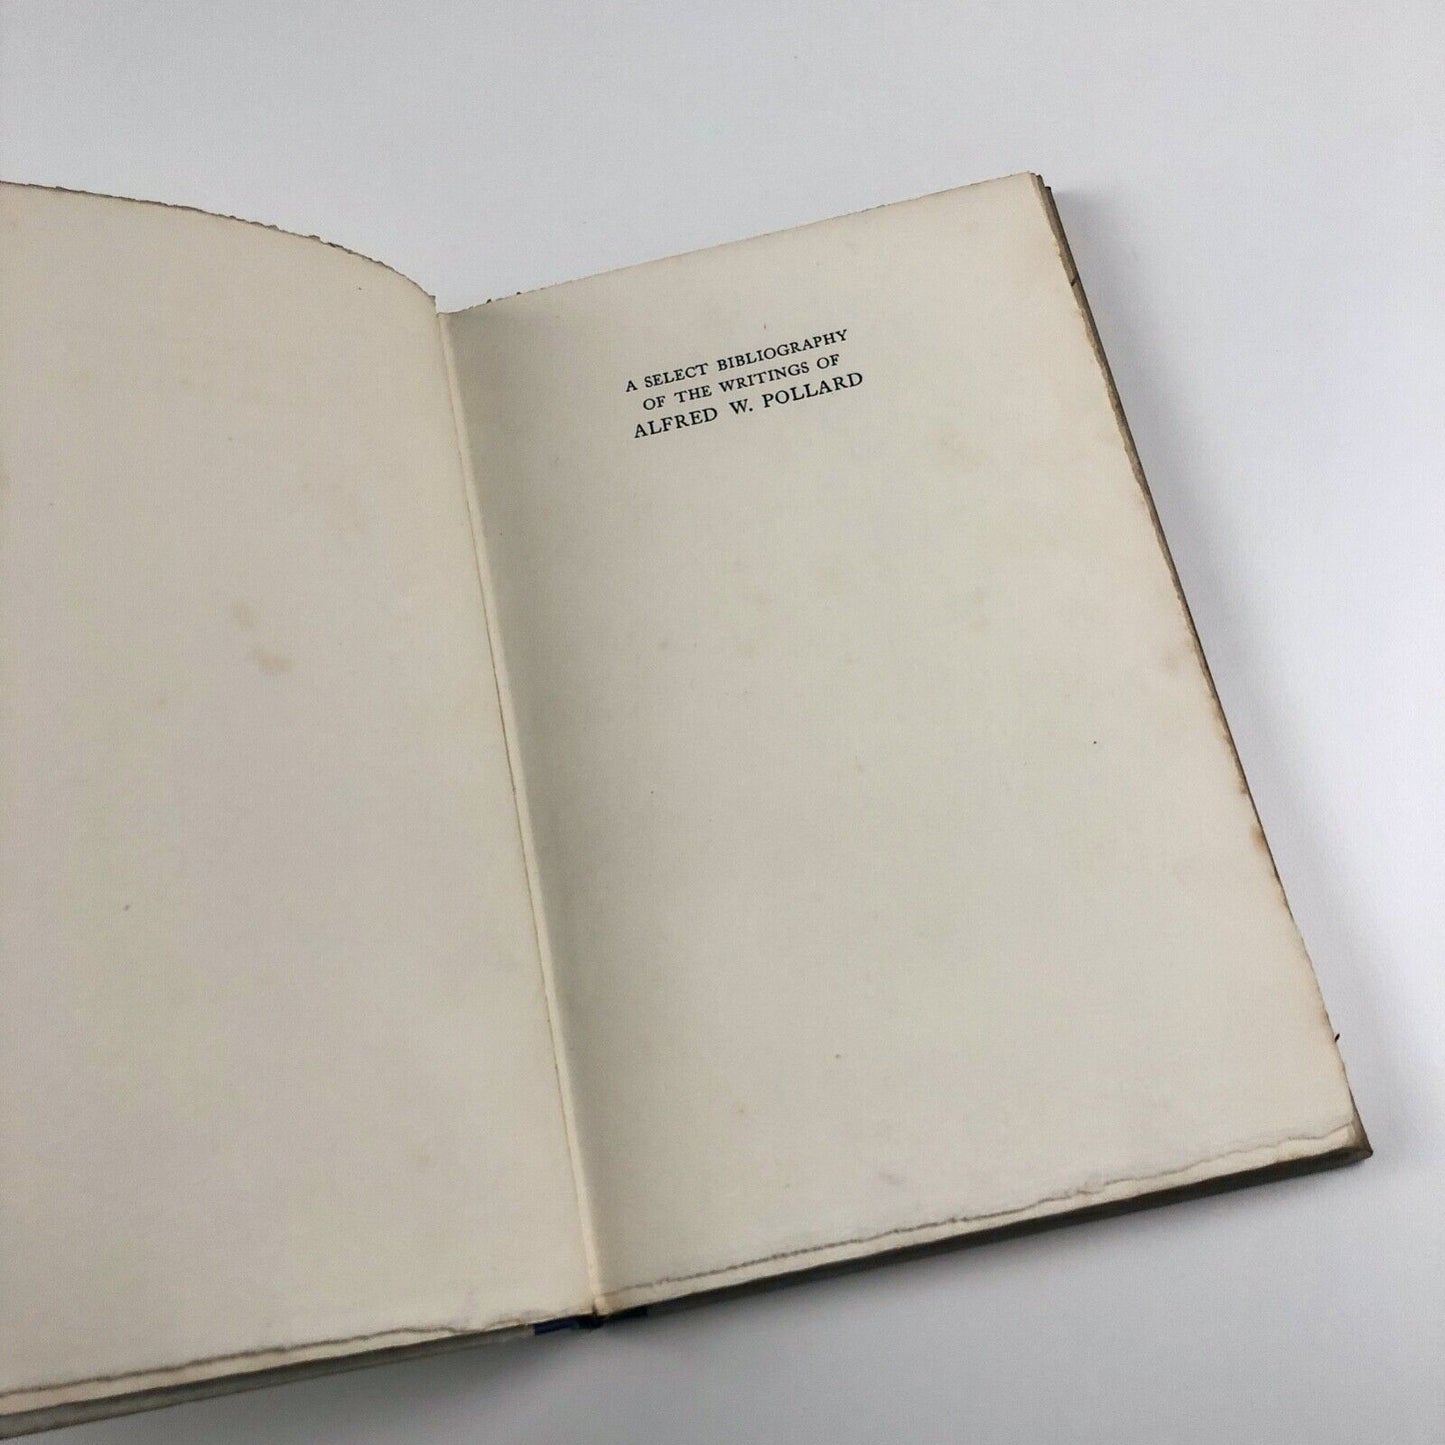 A SELECT BIBLIOGRAPHY
OF THE WRITINGS OF
ALFRED W. POLLARD